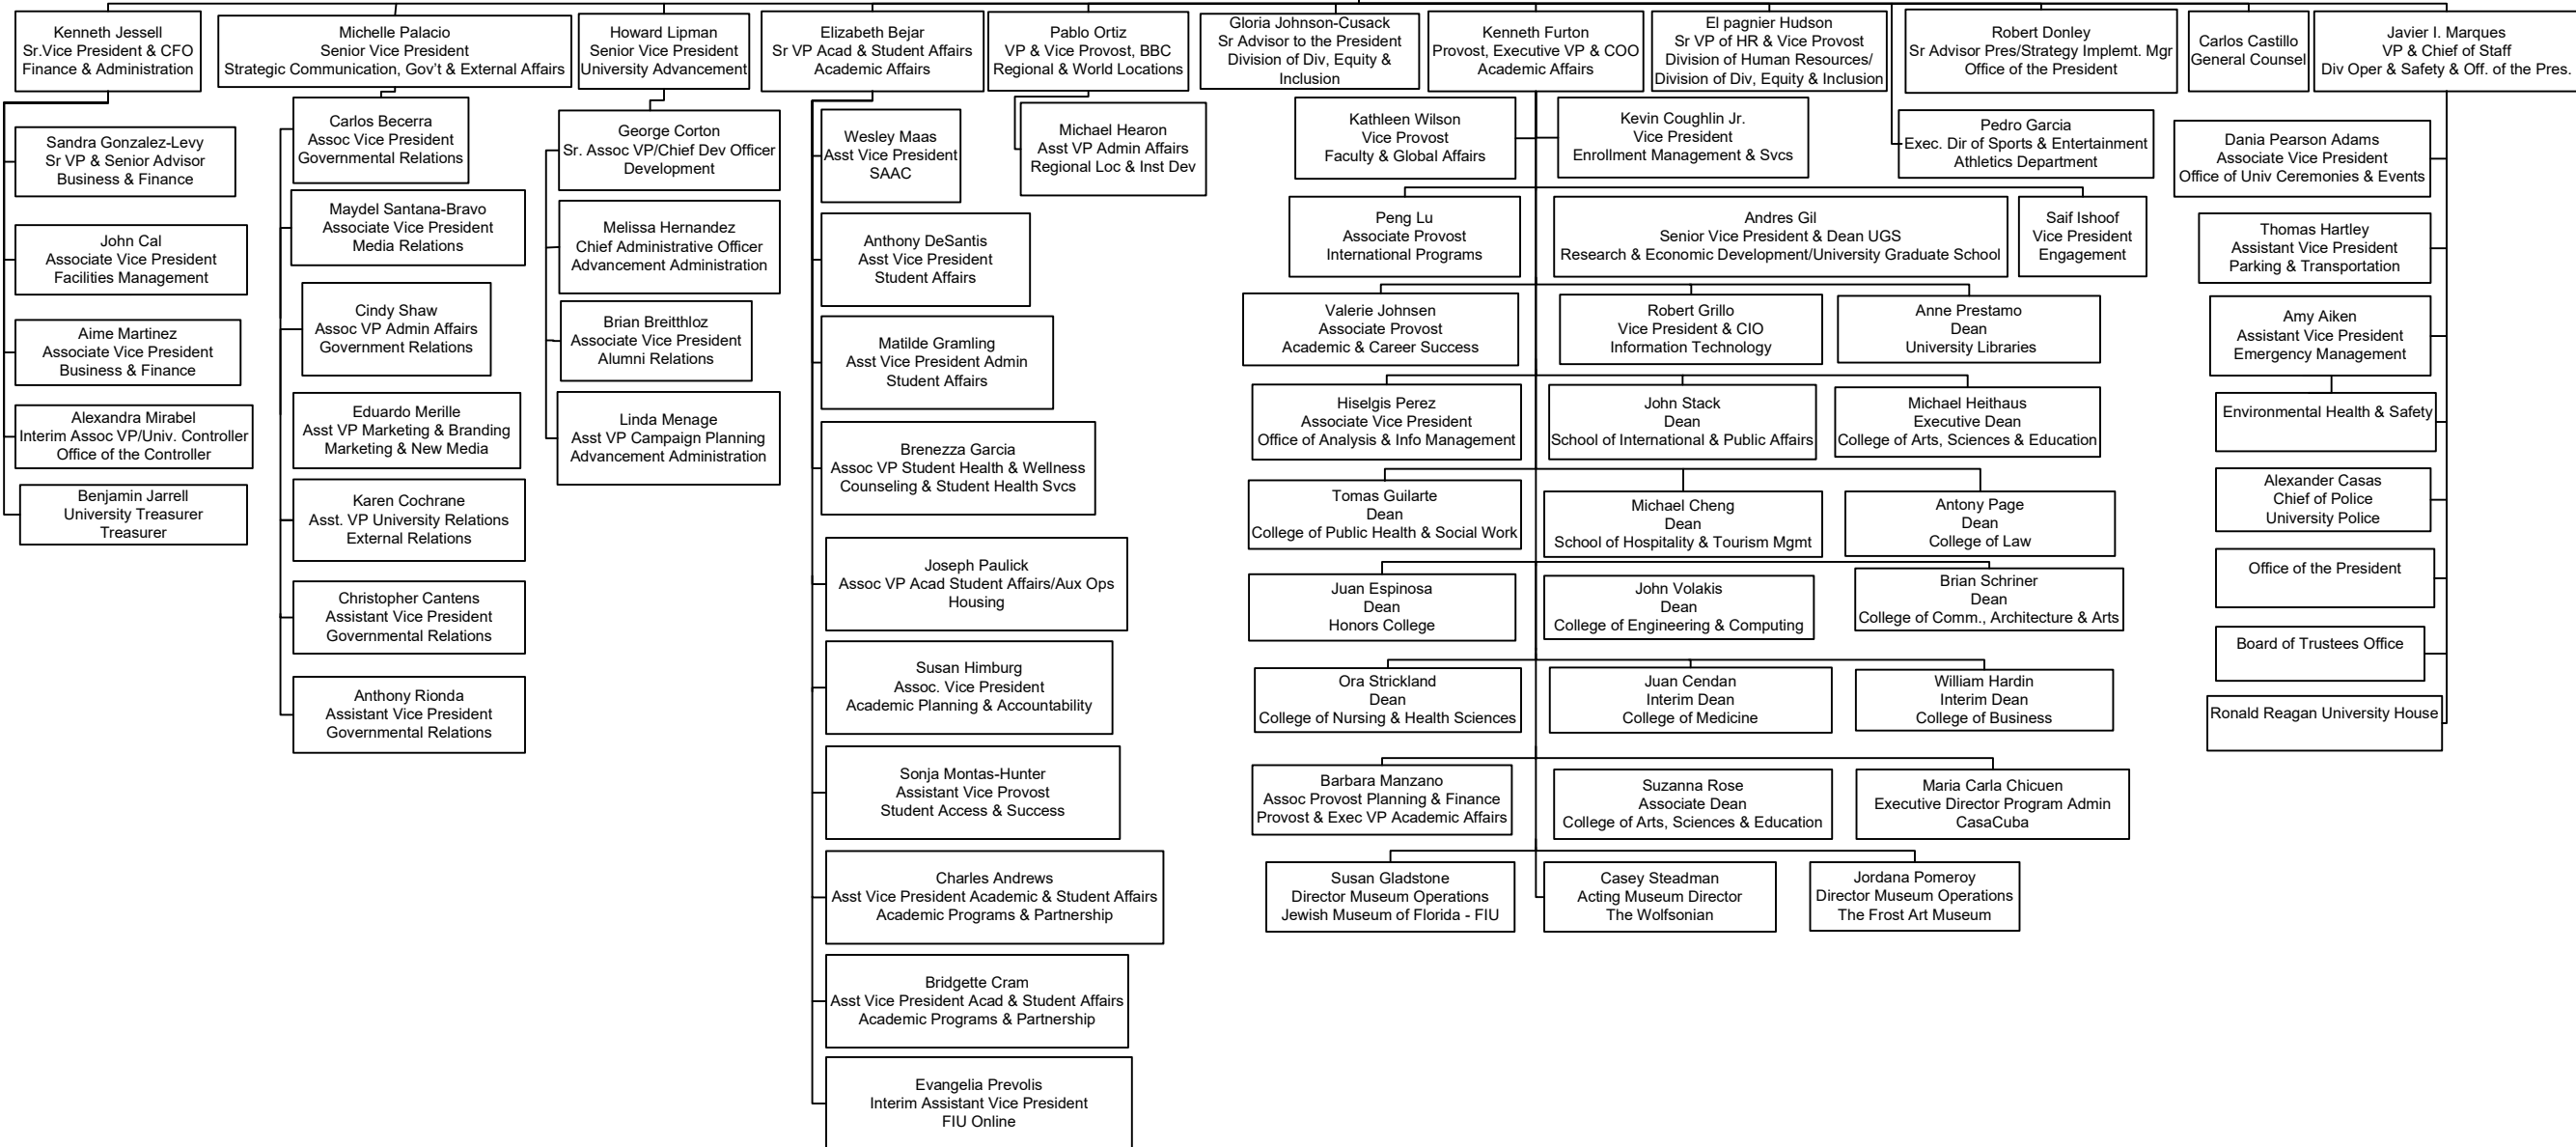 Kenneth Jessell
Sr.Vice President & CFO
Finance & Administration
Michelle Palacio
Senior Vice President
Strategic Communication, Gov't & External Affairs
Howard Lipman
Senior Vice President
University Advancement
Elizabeth Bejar
Sr VP Acad & Student Affairs
Academic Affairs
Pablo Ortiz
VP & Vice Provost, BBC
Regional & World Locations
Gloria Johnson-Cusack
Sr Advisor to the President
Division of Div, Equity &
Inclusion
Kenneth Furton
Provost, Executive VP & COO
Academic Affairs
El pagnier Hudson
Sr VP of HR & Vice Provost
Division of Human Resources/
Division of Div, Equity & Inclusion
Robert Donley
Sr Advisor Pres/Strategy Implemt. Mgr
Office of the President
Carlos Castillo
General Counsel
Javier I. Marques
VP & Chief of Staff
Div Oper & Safety & Off. of the Pres.
Sandra Gonzalez-Levy
Sr VP & Senior Advisor
Business & Finance
John Cal
Associate Vice President
Facilities Management
Aime Martinez
Associate Vice President
Business & Finance
Alexandra Mirabel
Interim Assoc VP/Univ. Controller
Office of the Controller
Benjamin Jarrell
University Treasurer
Treasurer
Carlos Becerra
Assoc Vice President
Governmental Relations
Maydel Santana-Bravo
Associate Vice President
Media Relations
Cindy Shaw
Assoc VP Admin Affairs
Government Relations
Eduardo Merille
Asst VP Marketing & Branding
Marketing & New Media
Karen Cochrane
Asst. VP University Relations
External Relations
Christopher Cantens
Assistant Vice President
Governmental Relations
Anthony Rionda
Assistant Vice President
Governmental Relations
George Corton
Sr. Assoc VP/Chief Dev Officer
Development
Melissa Hernandez
Chief Administrative Officer
Advancement Administration
Brian Breitthloz
Associate Vice President
Alumni Relations
Linda Menage
Asst VP Campaign Planning
Advancement Administration
Wesley Maas
Asst Vice President
SAAC
Anthony DeSantis
Asst Vice President
Student Affairs
Matilde Gramling
Asst Vice President Admin
Student Affairs
Brenezza Garcia
Assoc VP Student Health & Wellness
Counseling & Student Health Svcs
Joseph Paulick
Assoc VP Acad Student Affairs/Aux Ops
Housing
Susan Himburg
Assoc. Vice President
Academic Planning & Accountability
Sonja Montas-Hunter
Assistant Vice Provost
Student Access & Success
Charles Andrews
Asst Vice President Academic & Student Affairs
Academic Programs & Partnership
Bridgette Cram
Asst Vice President Acad & Student Affairs
Academic Programs & Partnership
Evangelia Prevolis
Interim Assistant Vice President
FIU Online
Michael Hearon
Asst VP Admin Affairs
Regional Loc & Inst Dev
Kathleen Wilson
Vice Provost
Faculty & Global Affairs
Kevin Coughlin Jr.
Vice President
Enrollment Management & Svcs
Peng Lu
Associate Provost
International Programs
Andres Gil
Senior Vice President & Dean UGS
Research & Economic Development/University Graduate School
Saif Ishoof
Vice President
Engagement
Valerie Johnsen
Associate Provost
Academic & Career Success
Robert Grillo
Vice President & CIO
Information Technology
Anne Prestamo
Dean
University Libraries
Hiselgis Perez
Associate Vice President
Office of Analysis & Info Management
John Stack
Dean
School of International & Public Affairs
Michael Heithaus
Executive Dean
College of Arts, Sciences & Education
Tomas Guilarte
Dean
College of Public Health & Social Work
Michael Cheng
Dean
School of Hospitality & Tourism Mgmt
Antony Page
Dean
College of Law
Juan Espinosa
Dean
Honors College
John Volakis
Dean
College of Engineering & Computing
Brian Schriner
Dean
College of Comm., Architecture & Arts
Ora Strickland
Dean
College of Nursing & Health Sciences
Juan Cendan
Interim Dean
College of Medicine
William Hardin
Interim Dean
College of Business
Barbara Manzano
Assoc Provost Planning & Finance
Provost & Exec VP Academic Affairs
Suzanna Rose
Associate Dean
College of Arts, Sciences & Education
Maria Carla Chicuen
Executive Director Program Admin
CasaCuba
Susan Gladstone
Director Museum Operations
Jewish Museum of Florida - FIU
Casey Steadman
Acting Museum Director
The Wolfsonian
Jordana Pomeroy
Director Museum Operations
The Frost Art Museum
Pedro Garcia
Exec. Dir of Sports & Entertainment
Athletics Department
Dania Pearson Adams
Associate Vice President
Office of Univ Ceremonies & Events
Thomas Hartley
Assistant Vice President
Parking & Transportation
Amy Aiken
Assistant Vice President
Emergency Management
Environmental Health & Safety
Alexander Casas
Chief of Police
University Police
Office of the President
Board of Trustees Office
Ronald Reagan University House